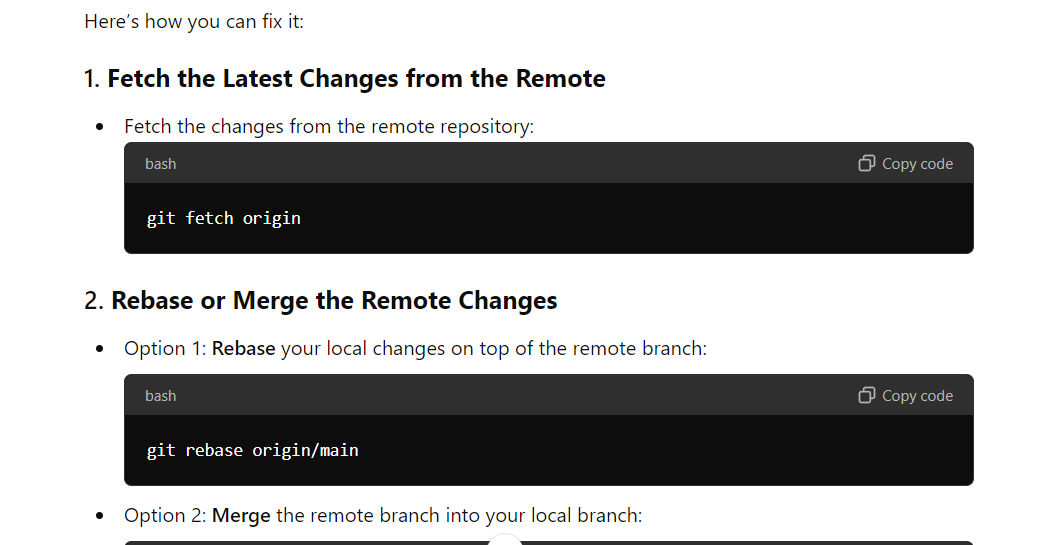 Here's how you can fix it:
1. Fetch the Latest Changes from the Remote
• Fetch the changes from the remote repository:
bash Copy code
git fetch origin
2. Rebase or Merge the Remote Changes
• Option 1: Rebase your local changes on top of the remote branch:
bash Copy code
git rebase origin/main
• Option 2: Merge the remote branch into your local branch: